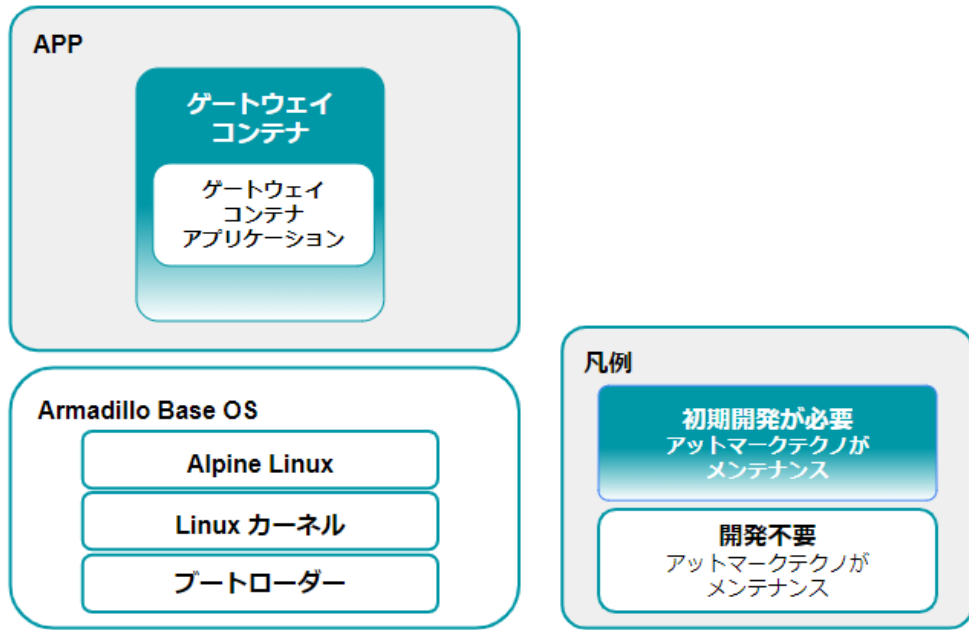 APP
ゲートウェイ
コンテナ
ゲートウェイ
コンテナ
アプリケーション
Armadillo Base OS
Alpine Linux
Linux カーネル
ブートローダー
凡例
初期開発が必要
アットマークテクノが
メンテナンス
開発不要
アットマークテクノが
メンテナンス